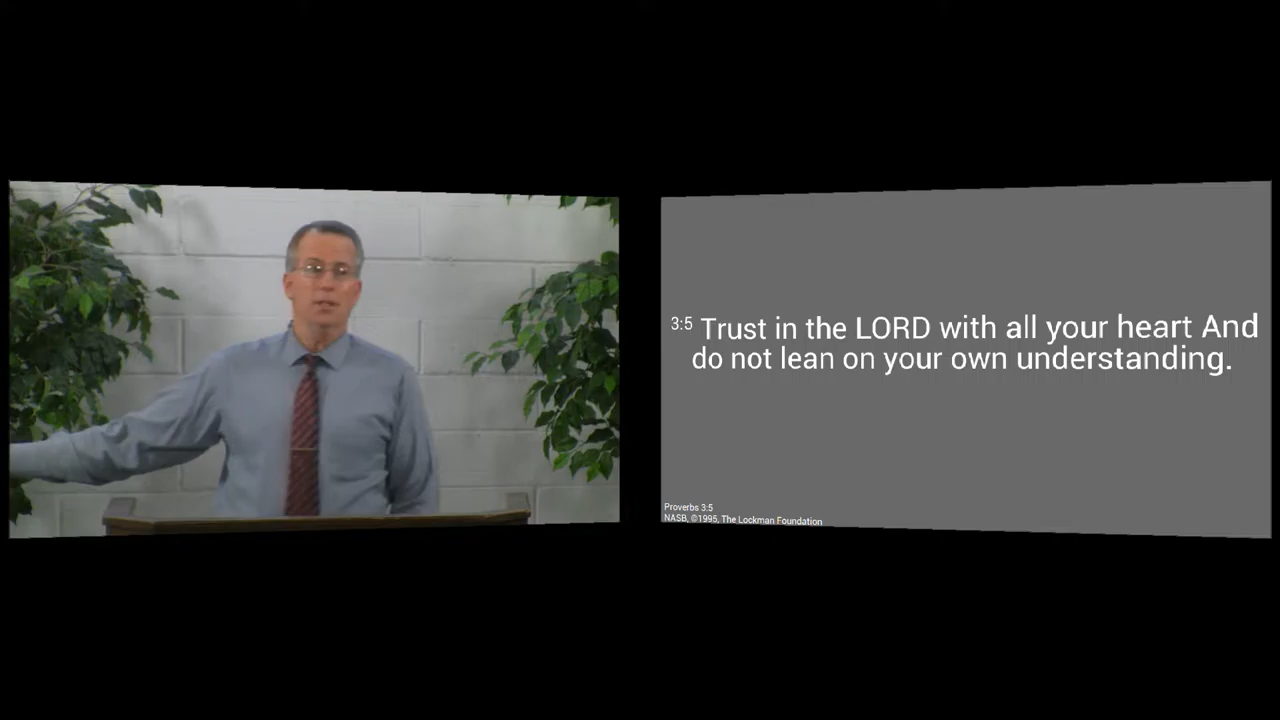 3:5 Trust in the LORD with all your heart And
do not lean on your own understanding.
Proverbs 3:5
NASB, ©1995, The Lockman Foundation